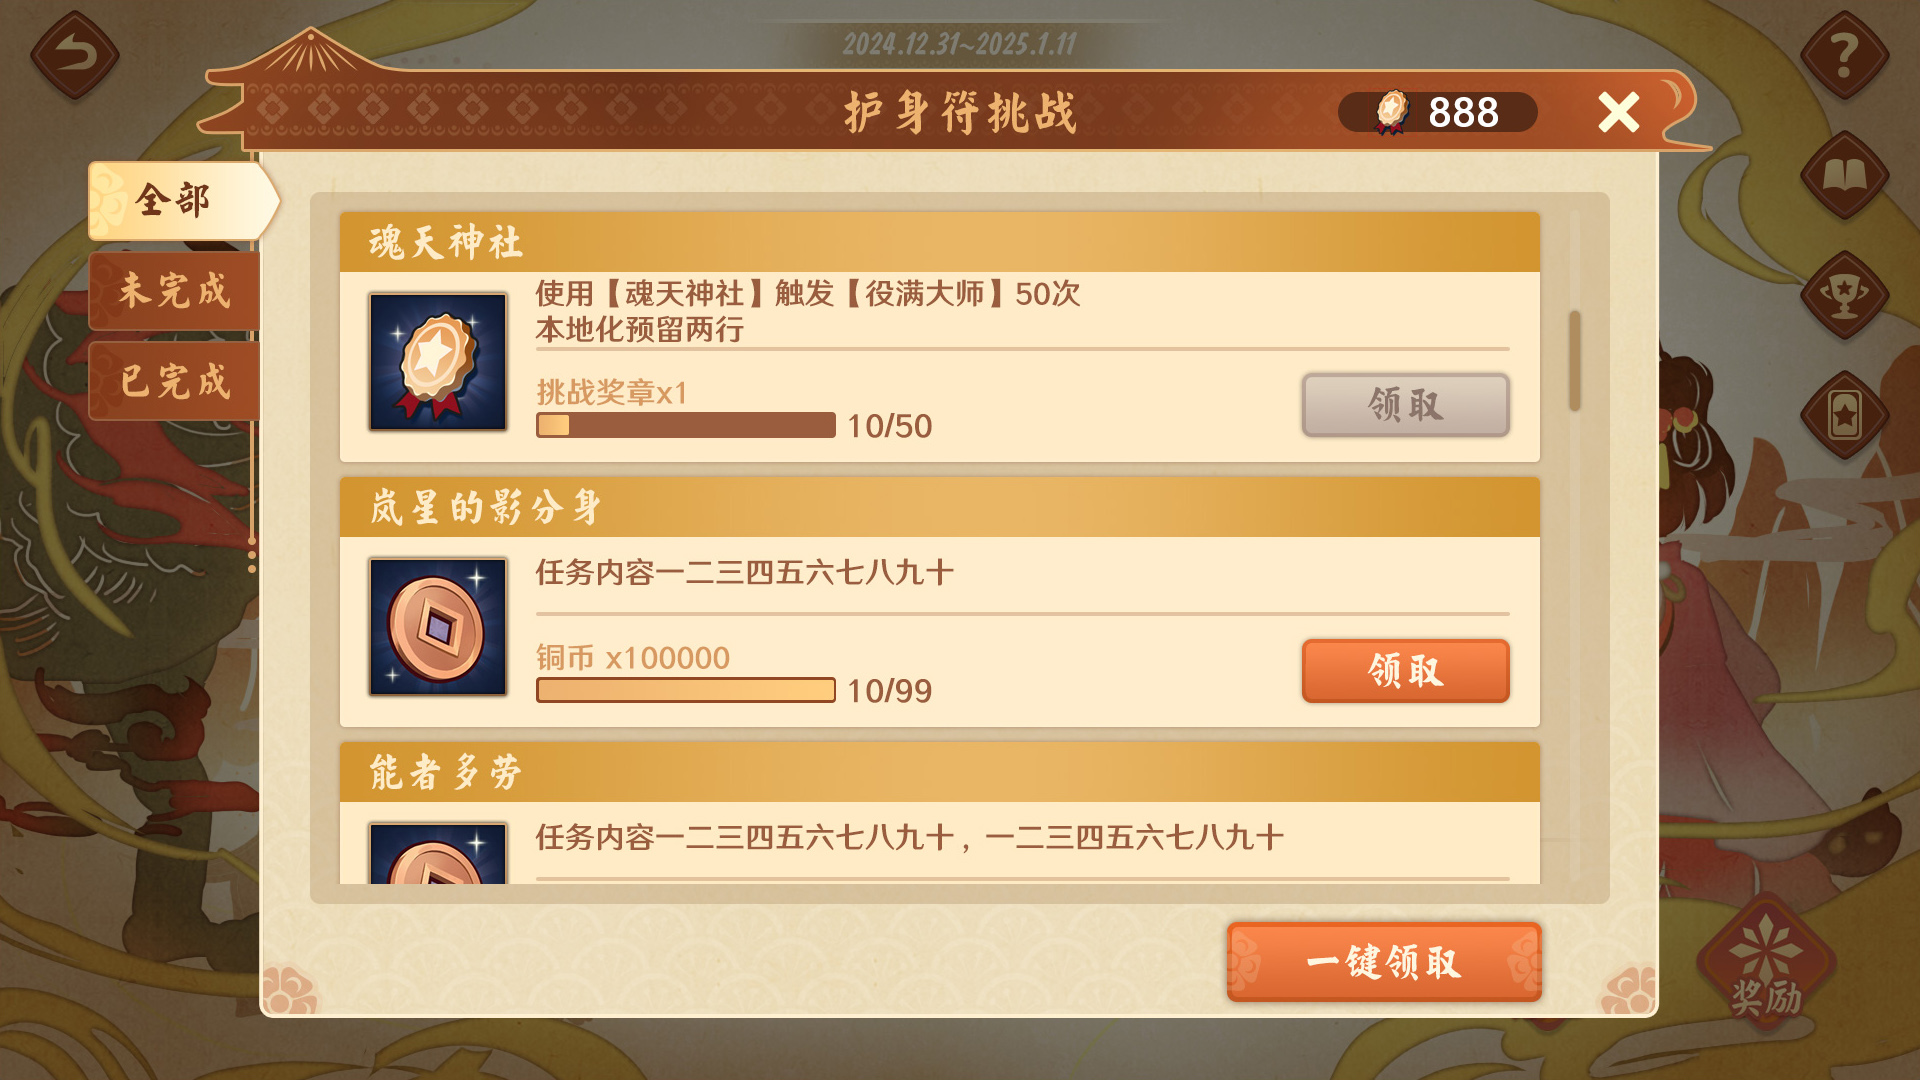 2024.12.31~2025.1.11
护身符挑战
888
全部
未完成
已完成
魂天神社
使用【魂天神社】触发【役满大师】50次
本地化预留两行
挑战奖章x1
10/50
领取
岚星的影分身
任务内容一二三四五六七八九十
铜币 x100000
10/99
领取
能者多劳
任务内容一二三四五六七八九十，一二三四五六七八九十
一键领取
奖励